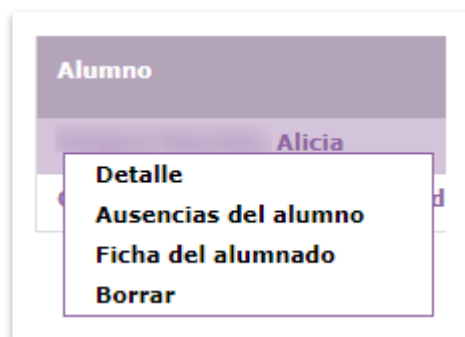 Alumno
Alicia
Detalle
Ausencias del alumno
Ficha del alumnado
Borrar